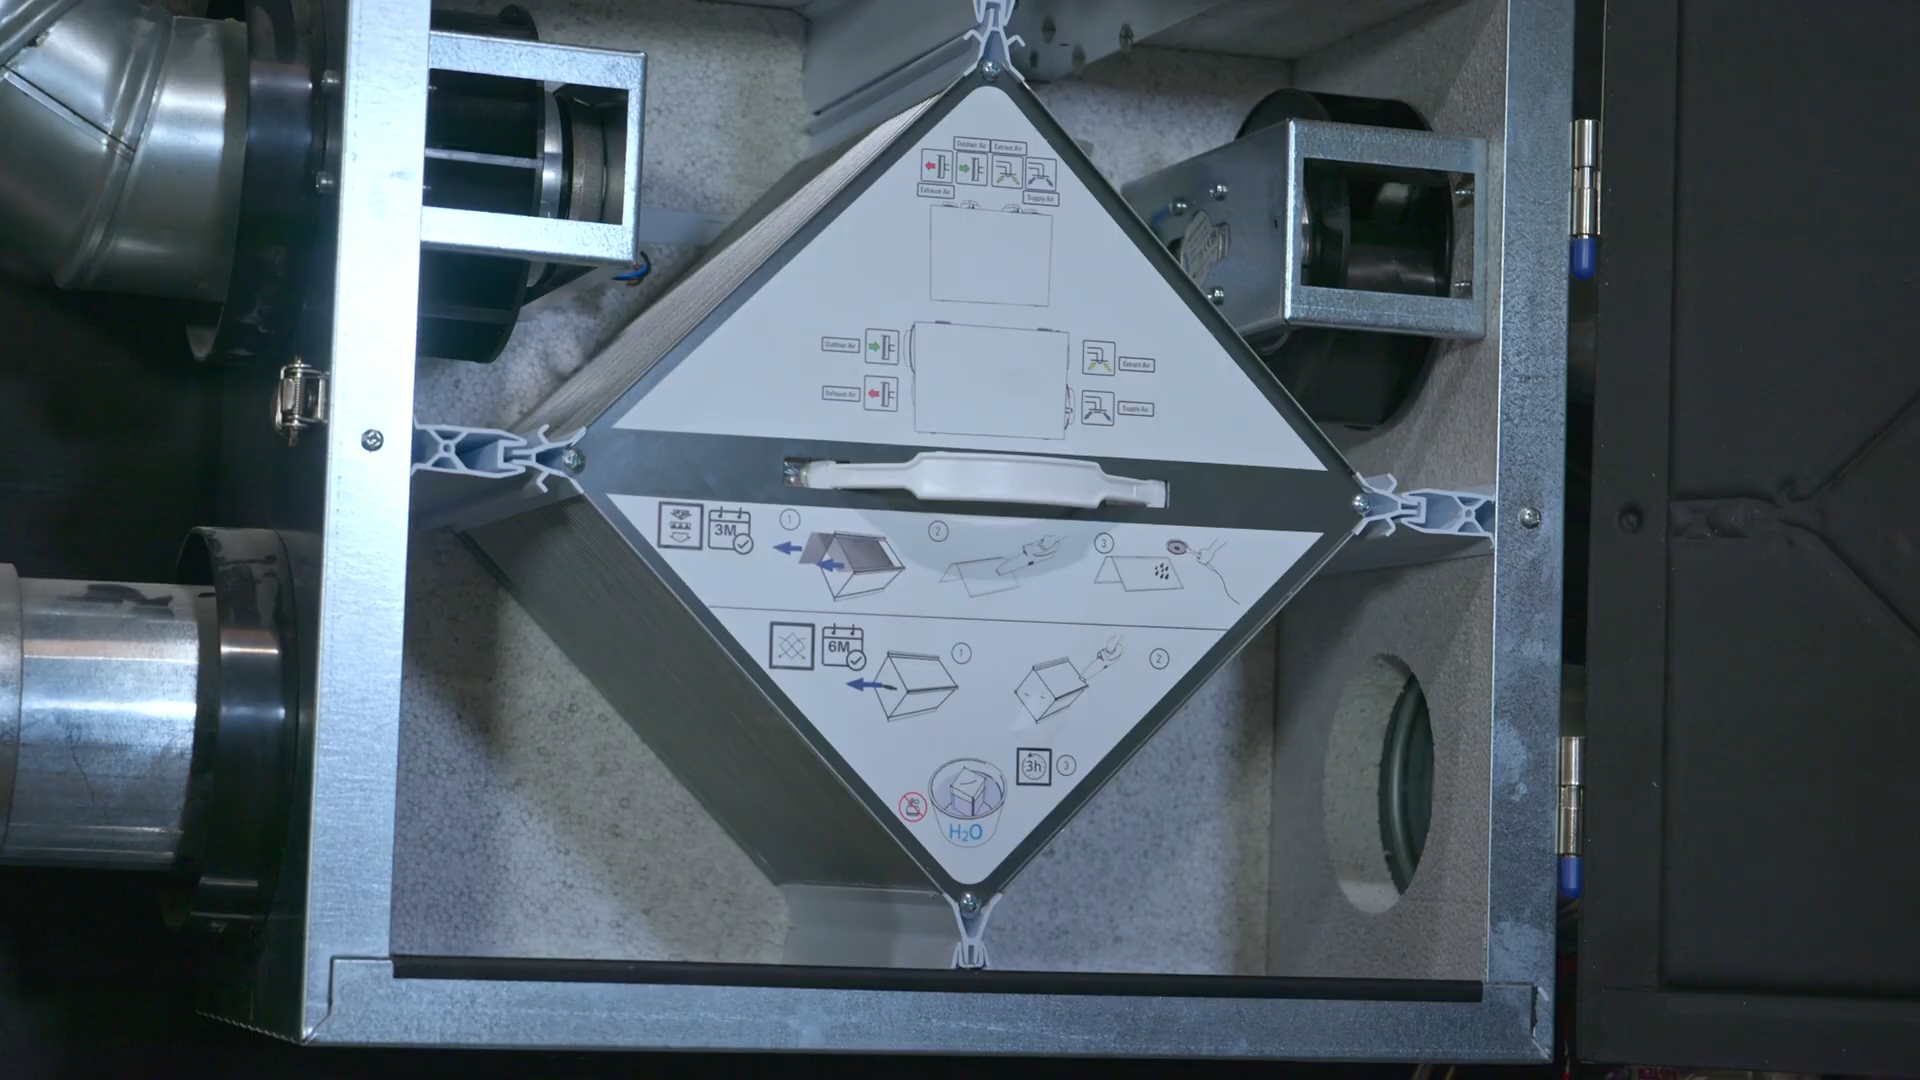 Outdoor Air Extract Air
Exhaust Air
Supply Air
Outdoor Air
Extract Air
Exhaust Air
Supply Air
3M
1
2
3
6M
1
2
3h
3
H₂O